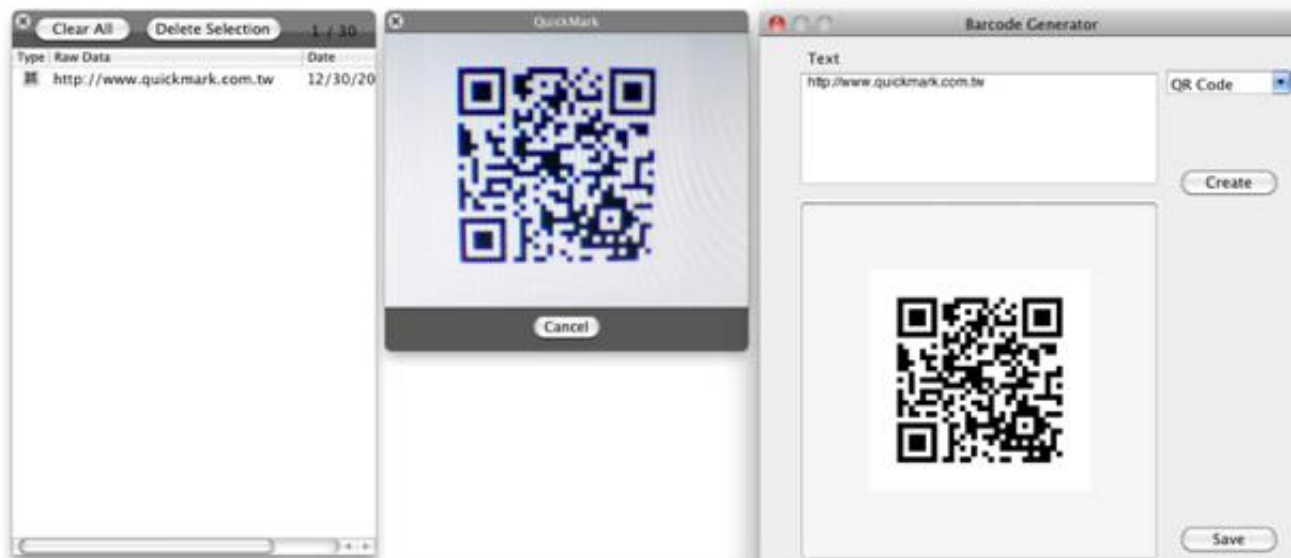 Clear All
Delete Selection
1 / 30
Type Raw Data Date
http://www.quickmark.com.tw 12/30/20
QuickMark
Cancel
Barcode Generator
Text
http://www.quickmark.com.tw
QR Code
Create
Save